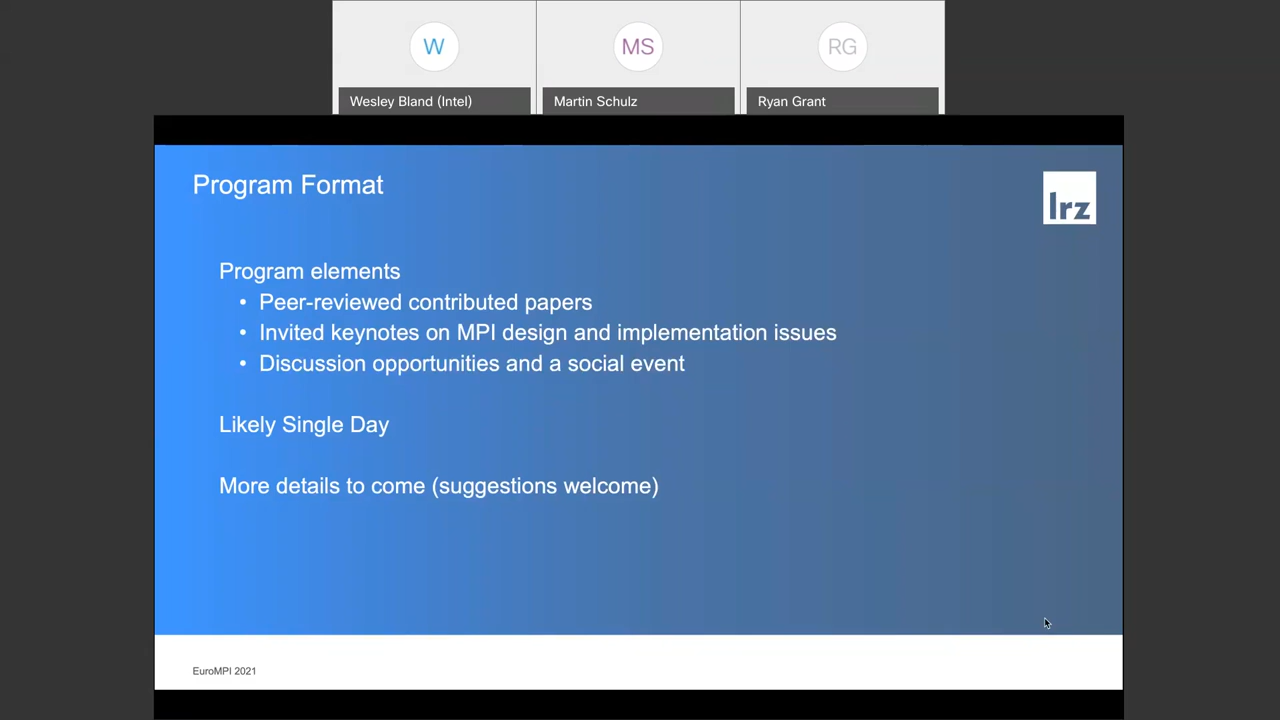 W
MS
RG
Wesley Bland (Intel)
Martin Schulz
Ryan Grant
Program Format
lrz
Program elements
• Peer-reviewed contributed papers
• Invited keynotes on MPI design and implementation issues
• Discussion opportunities and a social event
Likely Single Day
More details to come (suggestions welcome)
EuroMPI 2021